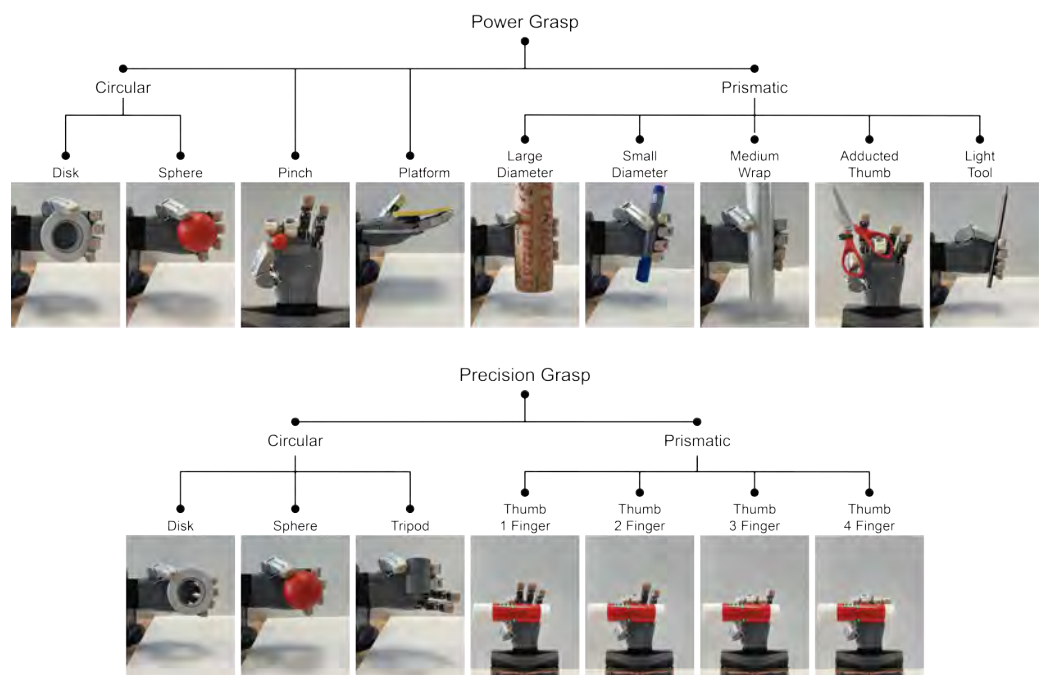 Power Grasp
Circular
Prismatic
Disk
Sphere
Pinch
Platform
Large
Diameter
Small
Diameter
Medium
Wrap
Adducted
Thumb
Light
Tool
Precision Grasp
Circular
Prismatic
Disk
Sphere
Tripod
Thumb
1 Finger
Thumb
2 Finger
Thumb
3 Finger
Thumb
4 Finger